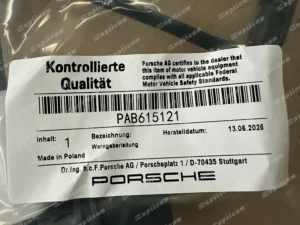 Kontrollierte
Qualität
Porsche AG certifies to the dealer that
this item of motor vehicle equipment
complies with all applicable Federal
Motor Vehicle Safety Standards.
PAB615121
Inhalt: Bezeichnung: Herstelldatum: 13.06.2025
1 Warngeberleitung
Made in Poland
Dr.Ing. h.c.F.Porsche AG / Porscheplatz 1 / D-70435 Stuttgart
PORSCHE